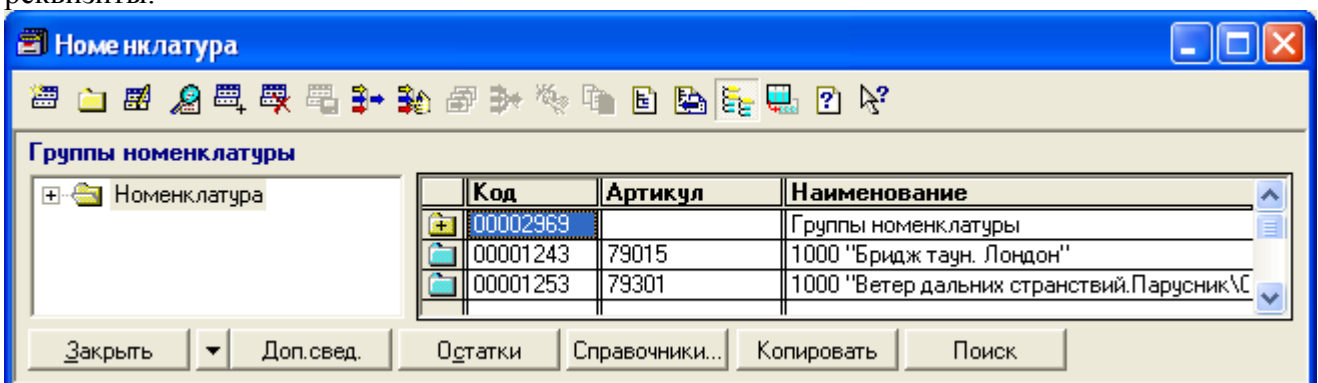 реквизиты.
Номенклатура
Группы номенклатуры
Номенклатура
Код Артикул Наименование
00002969 Группы номенклатуры
00001243 79015 1000 "Бридж таун. Лондон"
00001253 79301 1000 "Ветер дальних странствий.Парусник\
Закрыть Доп.свед. Остатки Справочники... Копировать Поиск